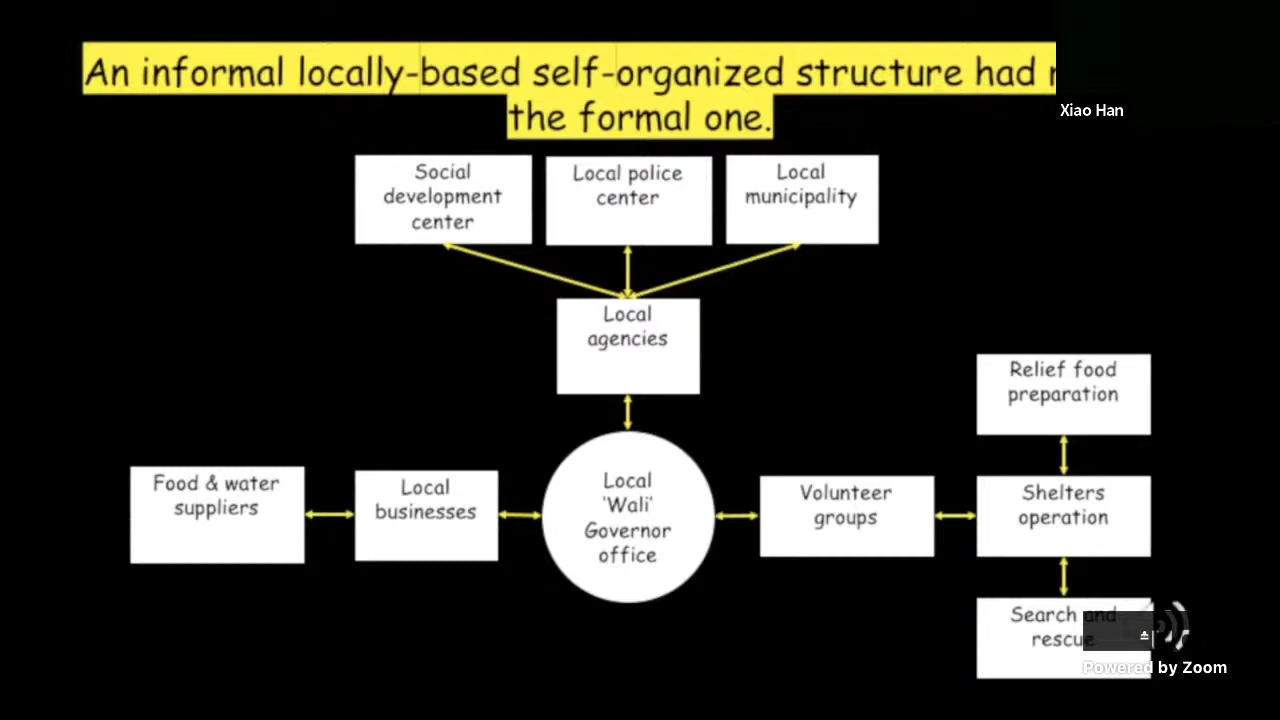 An informal locally-based self-organized structure had
the formal one.
Xiao Han
Social
development
center
Local police
center
Local
municipality
Local
agencies
Relief food
preparation
Food & water
suppliers
Local
businesses
Local
'Wali'
Governor
office
Volunteer
groups
Shelters
operation
Search and
rescue
Powered by Zoom